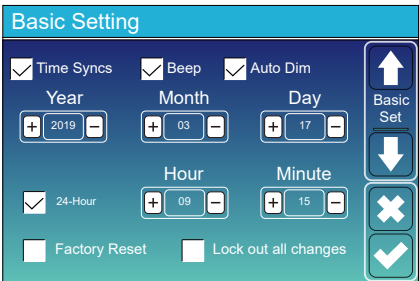 Basic Setting
Time Syncs Beep Auto Dim
Year Month Day
Basic
Set
+ 2019 − + 03 − + 17 −
Hour Minute
24-Hour + 09 − + 15 −
Factory Reset Lock out all changes